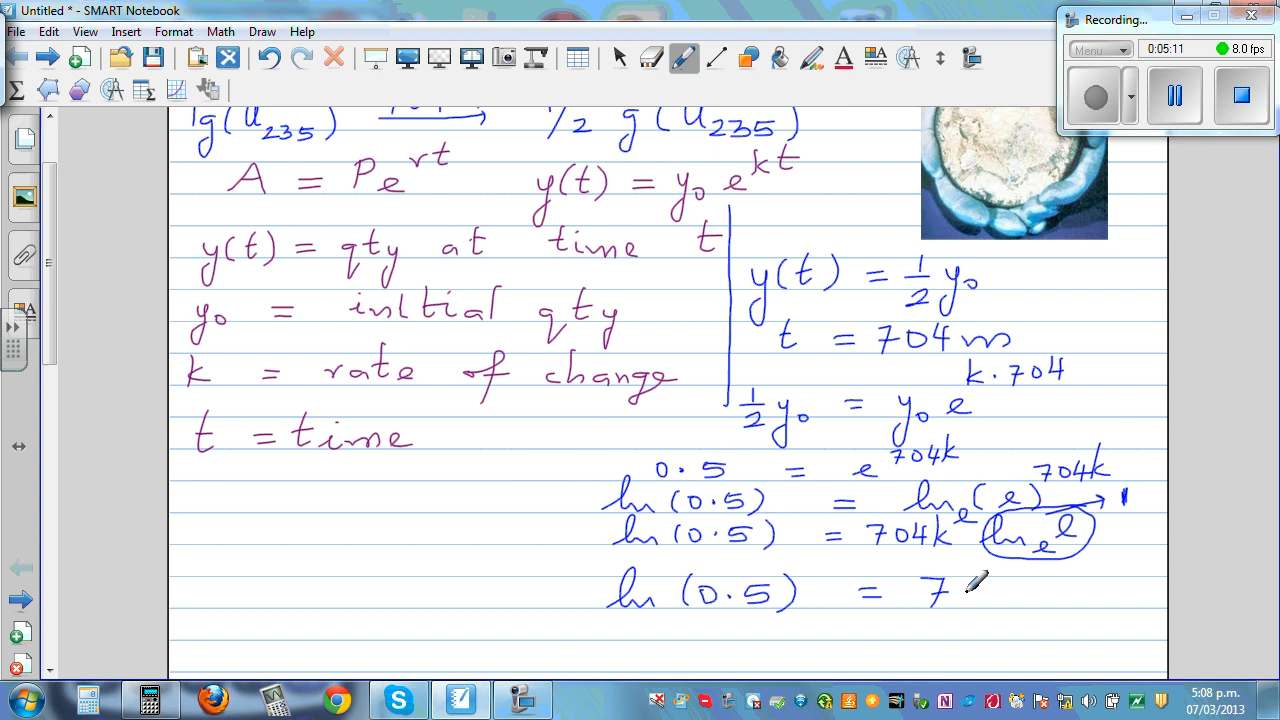 Untitled * - SMART Notebook
File Edit View Insert Format Math Draw Help
Recording...
Menu
0:05:11
8.0 fps
1g(U235) → 1/2 g(U235)
A = Pe^rt y(t) = y₀ e^kt
y(t) = qty at time t
y₀ = initial qty
k = rate of change
t = time
y(t) = 1/2 y₀
t = 704 m
1/2 y₀ = y₀ e^k.704
0.5 = e^704k
ln(0.5) = lnₑ(e)^704k
ln(0.5) = 704k lnₑe → 1
ln(0.5) = 7
5:08 p.m.
07/03/2013